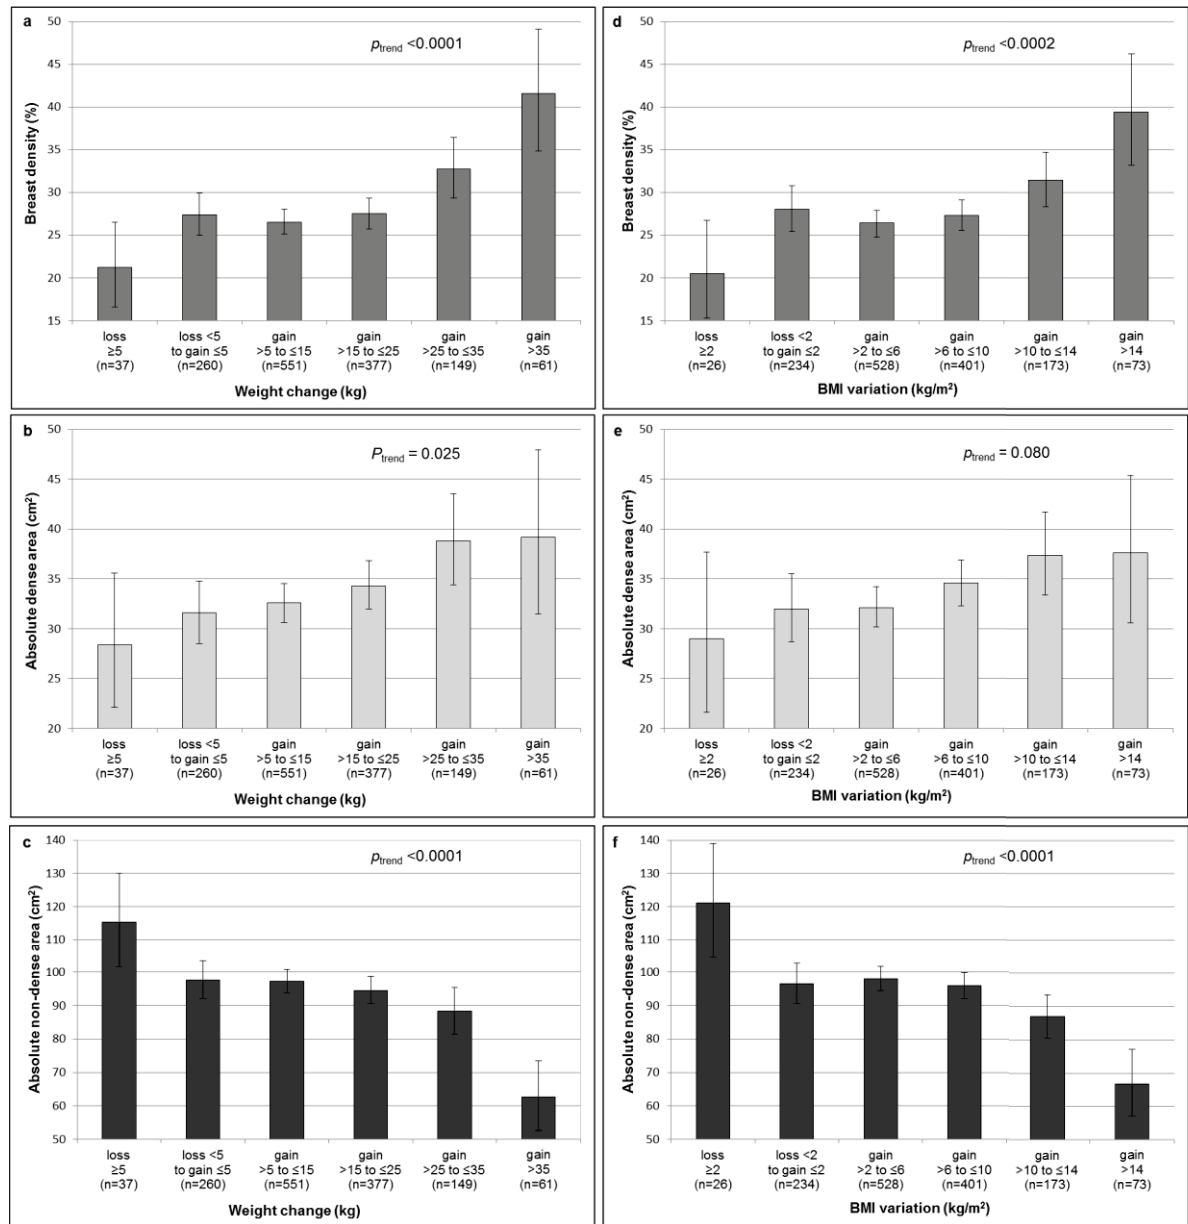 a
p trend <0.0001
Breast density (%)
50
45
40
35
30
25
20
15
loss loss <5 gain gain gain gain
≥5 to gain ≤5 >5 to ≤15 >15 to ≤25 >25 to ≤35 >35
(n=37) (n=260) (n=551) (n=377) (n=149) (n=61)
Weight change (kg)
d
p trend <0.0002
Breast density (%)
50
45
40
35
30
25
20
15
loss loss <2 gain gain gain gain
≥2 to gain ≤2 >2 to ≤6 >6 to ≤10 >10 to ≤14 >14
(n=26) (n=234) (n=528) (n=401) (n=173) (n=73)
BMI variation (kg/m²)
b
P trend = 0.025
Absolute dense area (cm²)
50
45
40
35
30
25
20
loss loss <5 gain gain gain gain
≥5 to gain ≤5 >5 to ≤15 >15 to ≤25 >25 to ≤35 >35
(n=37) (n=260) (n=551) (n=377) (n=149) (n=61)
Weight change (kg)
e
p trend = 0.080
Absolute dense area (cm²)
50
45
40
35
30
25
20
loss loss <2 gain gain gain gain
≥2 to gain ≤2 >2 to ≤6 >6 to ≤10 >10 to ≤14 >14
(n=26) (n=234) (n=528) (n=401) (n=173) (n=73)
BMI variation (kg/m²)
c
p trend <0.0001
Absolute non-dense area (cm²)
140
130
120
110
100
90
80
70
60
50
loss loss <5 gain gain gain gain
≥5 to gain ≤5 >5 to ≤15 >15 to ≤25 >25 to ≤35 >35
(n=37) (n=260) (n=551) (n=377) (n=149) (n=61)
Weight change (kg)
f
p trend <0.0001
Absolute non-dense area (cm²)
140
130
120
110
100
90
80
70
60
50
loss loss <2 gain gain gain gain
≥2 to gain ≤2 >2 to ≤6 >6 to ≤10 >10 to ≤14 >14
(n=26) (n=234) (n=528) (n=401) (n=173) (n=73)
BMI variation (kg/m²)